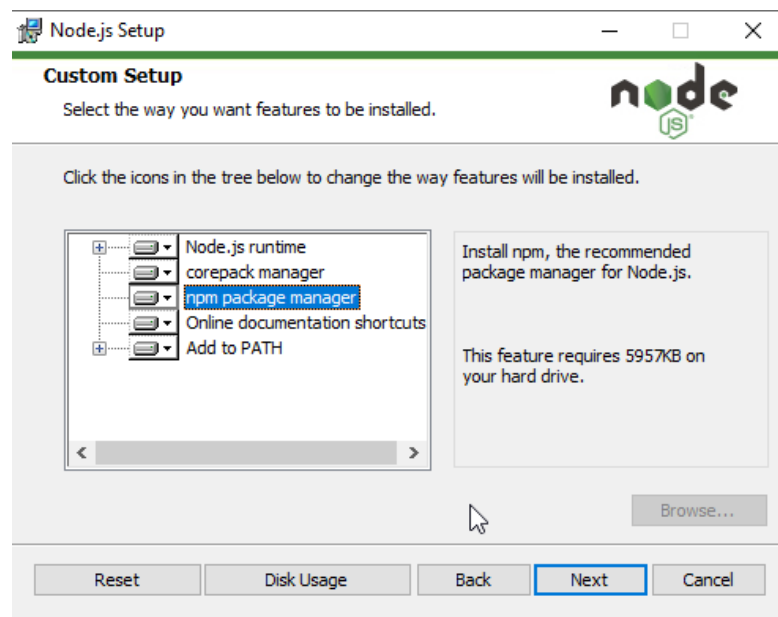 Node.js Setup
Custom Setup
Select the way you want features to be installed.
node
JS
Click the icons in the tree below to change the way features will be installed.
Node.js runtime
corepack manager
npm package manager
Online documentation shortcuts
Add to PATH
Install npm, the recommended
package manager for Node.js.
This feature requires 5957KB on
your hard drive.
Browse...
Reset
Disk Usage
Back
Next
Cancel